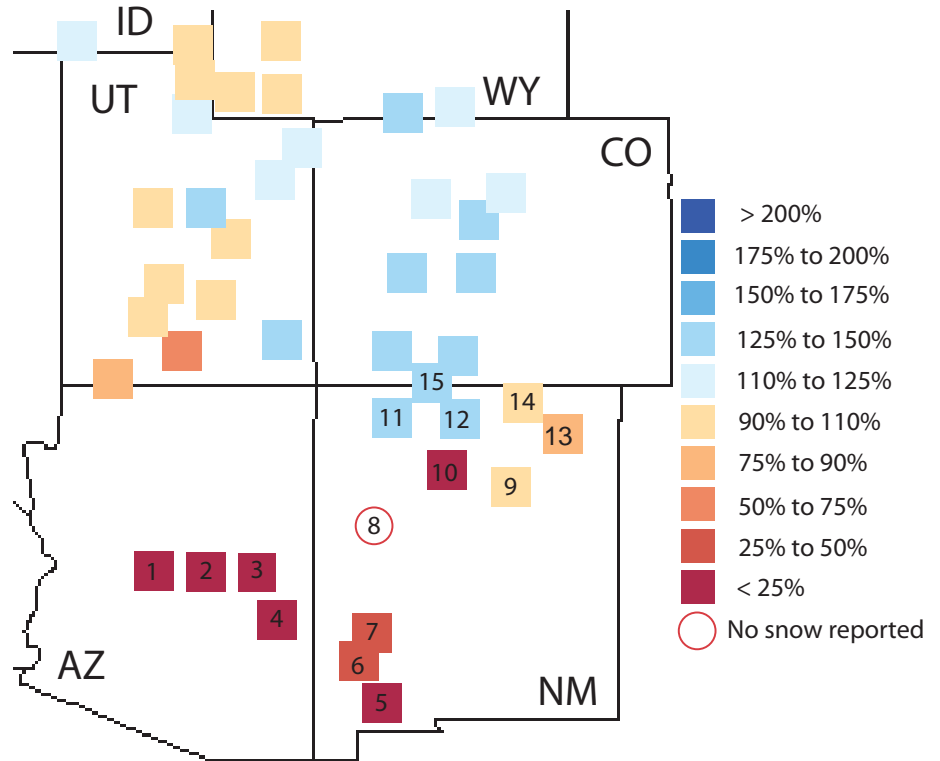 ID
UT
WY
CO
> 200%
175% to 200%
150% to 175%
125% to 150%
15
110% to 125%
14
11
12
90% to 110%
13
10
75% to 90%
9
50% to 75%
8
25% to 50%
1
2
3
< 25%
4
7
No snow reported
6
AZ
5
NM